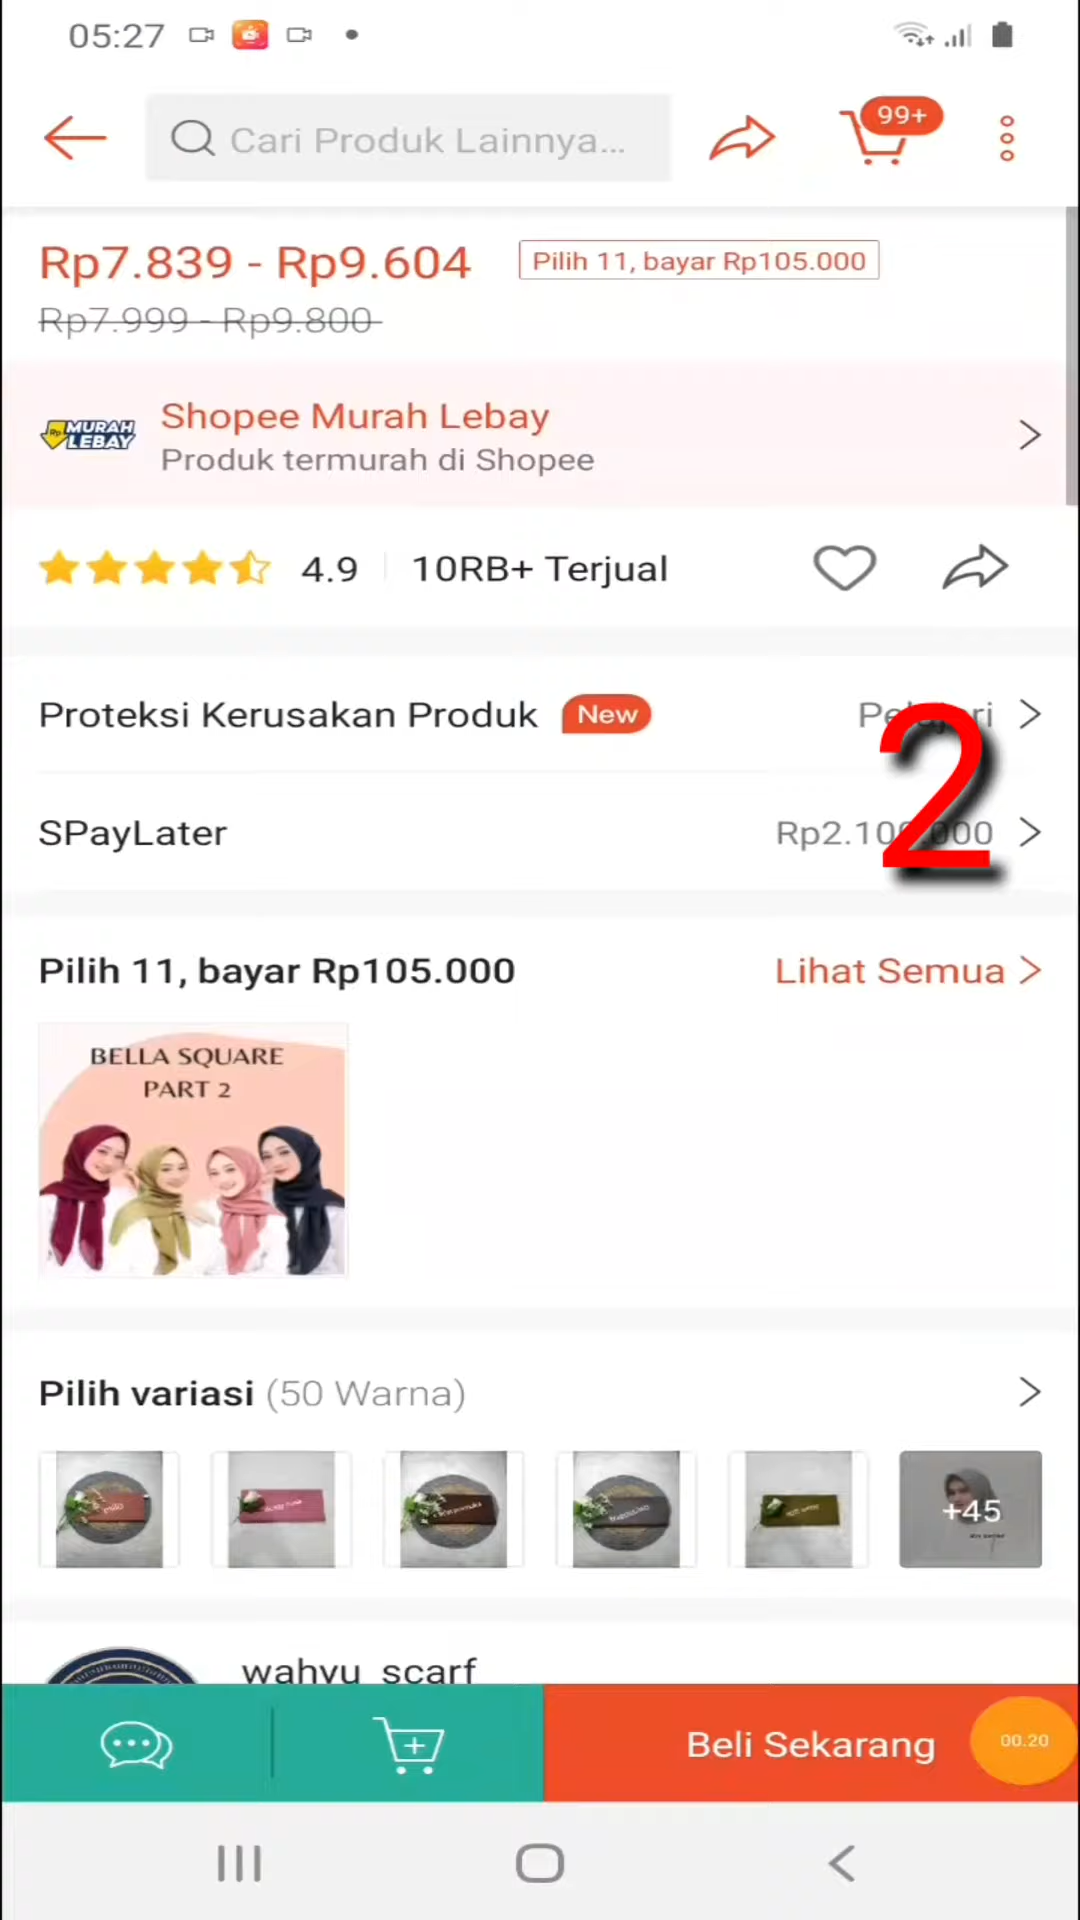 05:27
Cari Produk Lainnya...
99+
Rp7.839 - Rp9.604
Pilih 11, bayar Rp105.000
Rp7.999 - Rp9.800
Rp MURAH LEBAY
Shopee Murah Lebay
Produk termurah di Shopee
4.9
10RB+ Terjual
Proteksi Kerusakan Produk
New
2
SPayLater
Pilih 11, bayar Rp105.000
Lihat Semua
BELLA SQUARE
PART 2
Pilih variasi (50 Warna)
+45
wahyu_scarf
Beli Sekarang
00.20